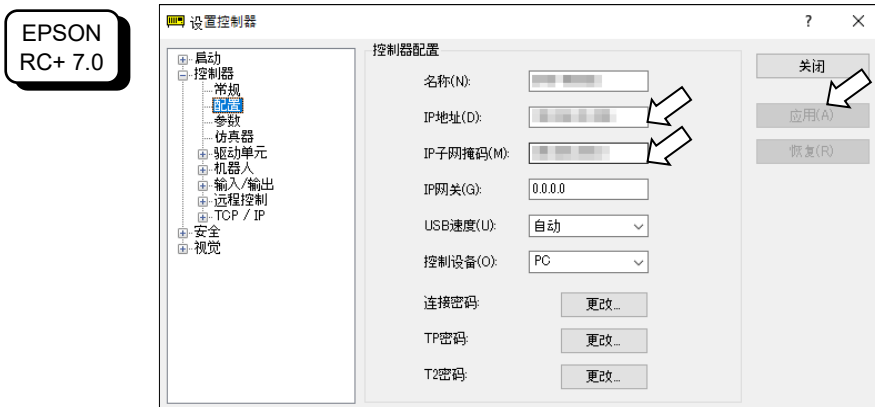 EPSON
RC+ 7.0
设置控制器
?
启动
控制器
常规
配置
参数
仿真器
驱动单元
机器人
输入/输出
远程控制
TCP / IP
安全
视觉
控制器配置
名称(N):
IP地址(D):
IP子网掩码(M):
IP网关(G): 0.0.0.0
USB速度(U): 自动
控制设备(O): PC
连接密码: 更改...
TP密码: 更改...
T2密码: 更改...
关闭
应用(A)
恢复(R)